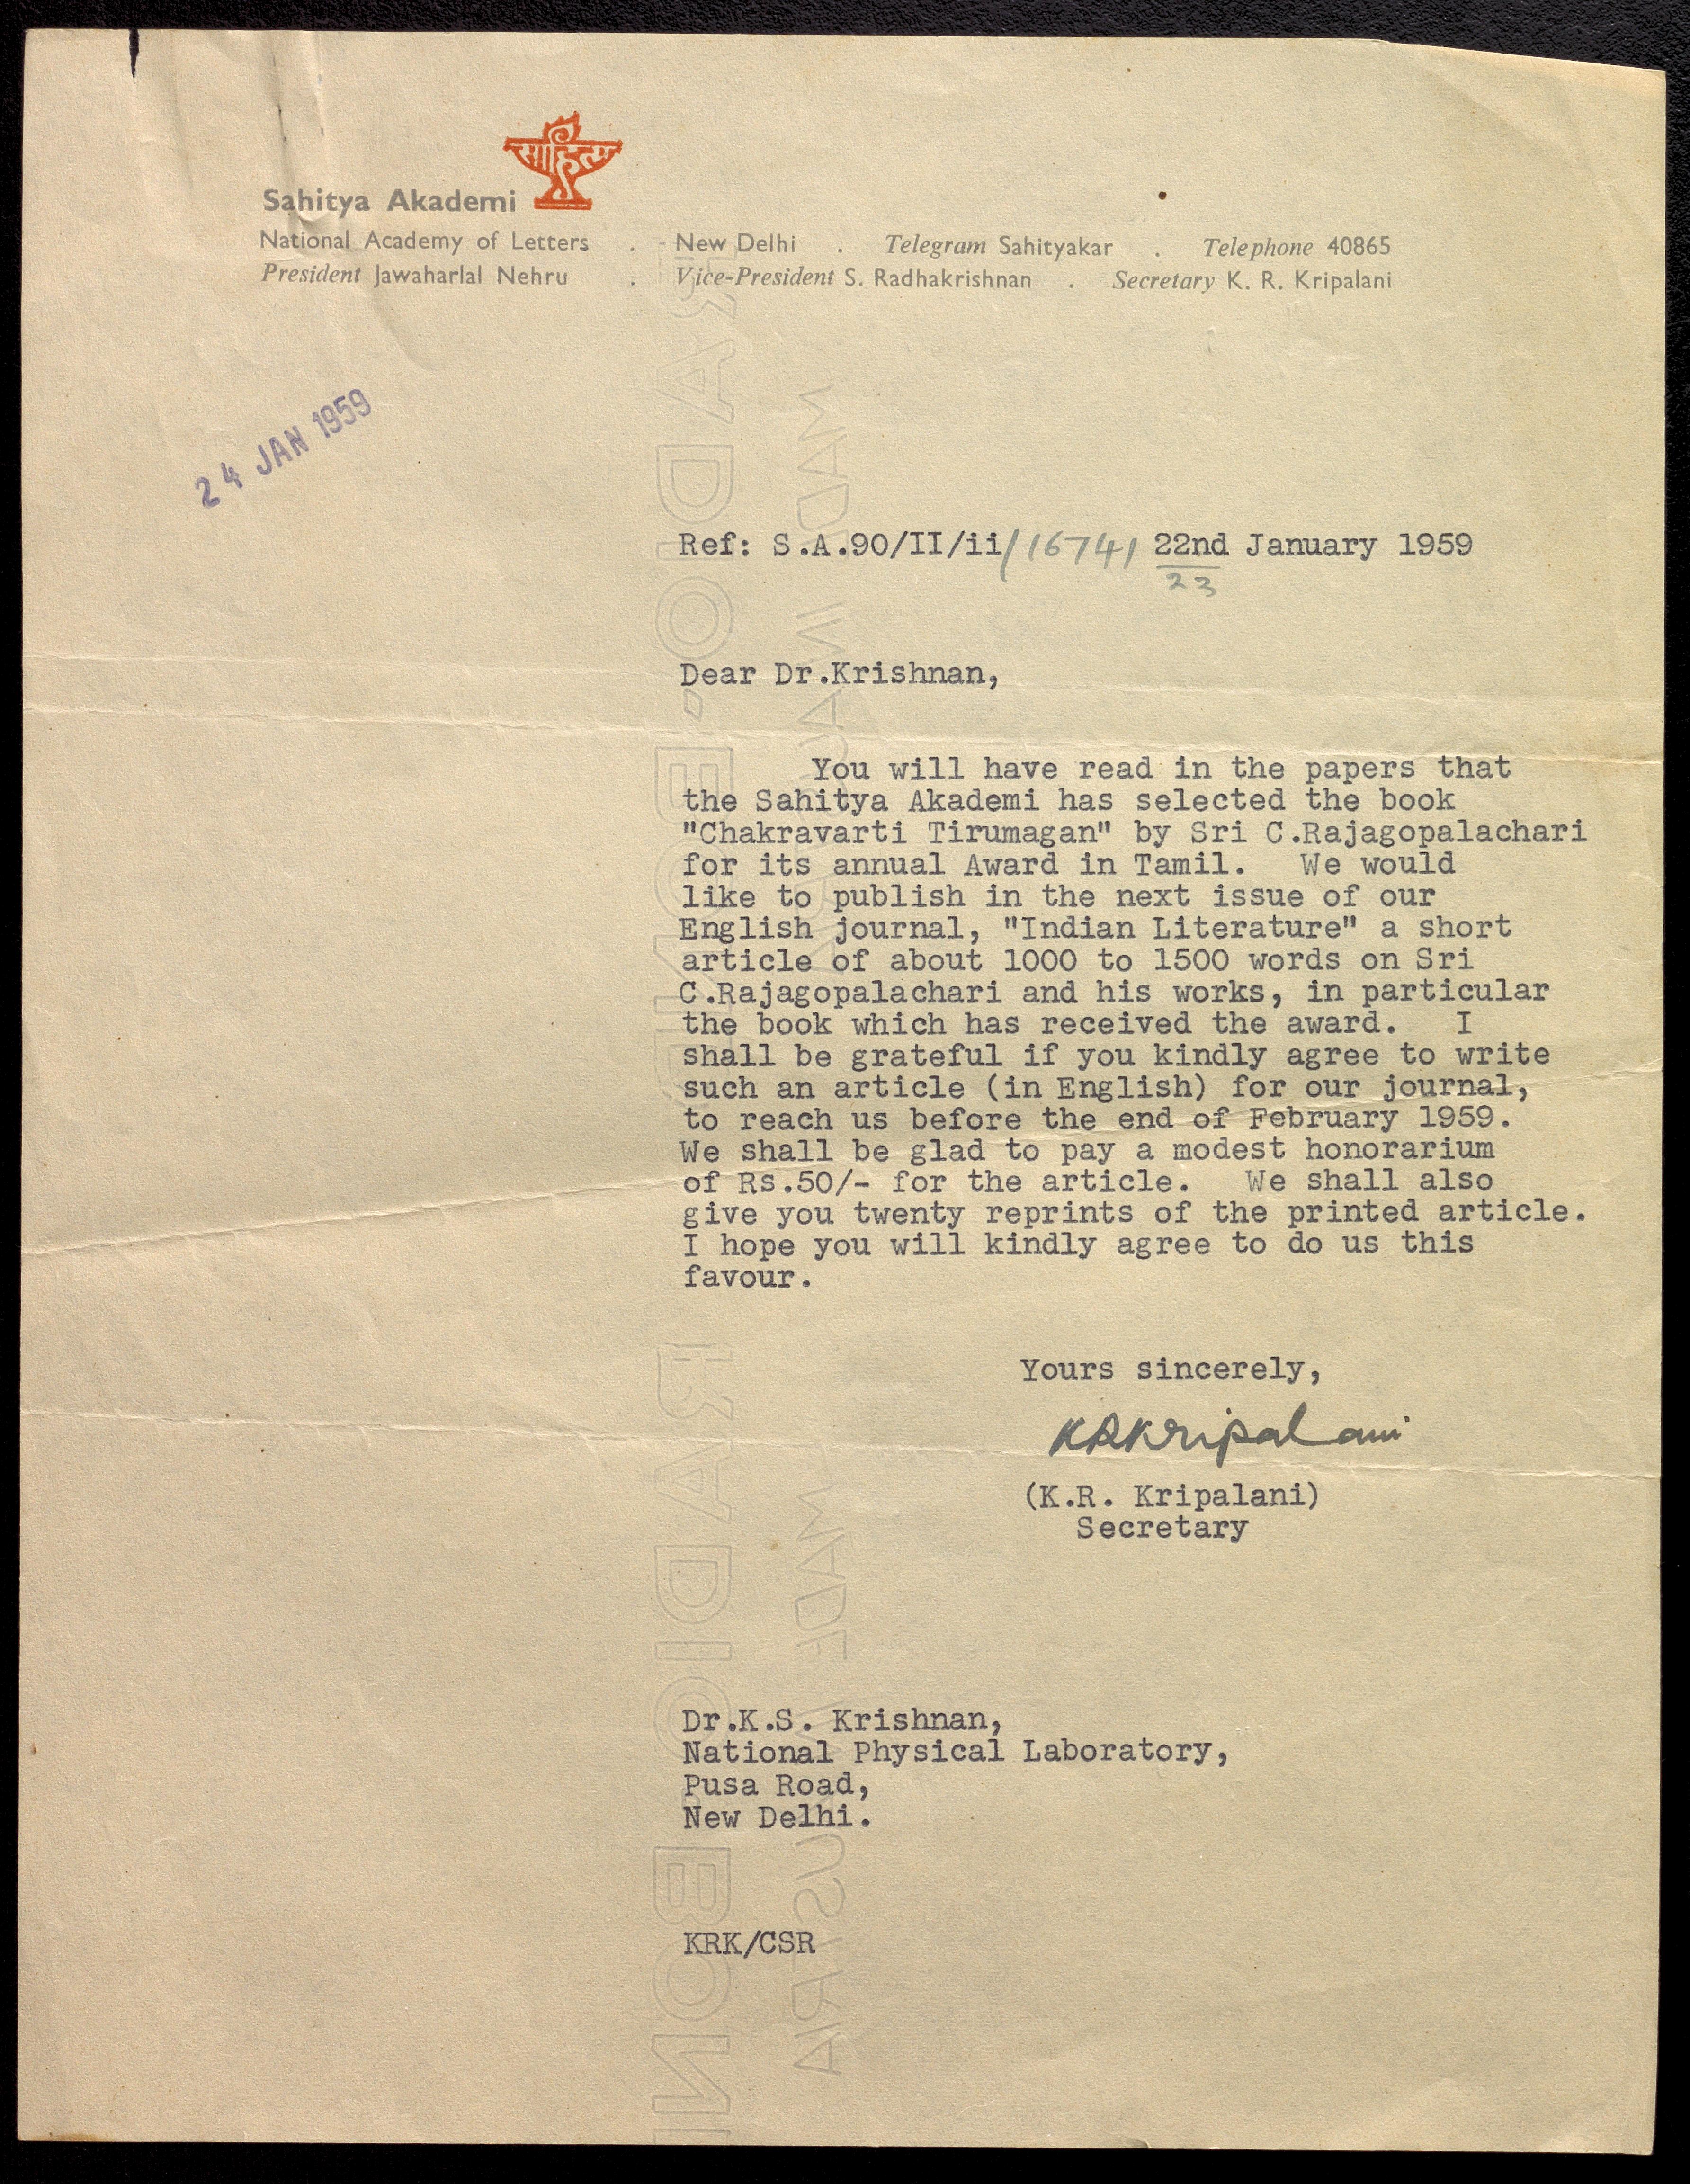 साहित्य
Sahitya Akademi
National Academy of Letters . New Delhi . Telegram Sahityakar . Telephone 40865
President Jawaharlal Nehru . Vice-President S. Radhakrishnan . Secretary K. R. Kripalani
24 JAN 1959
Ref: S.A.90/II/ii/16741 22nd January 1959
23
Dear Dr.Krishnan,
You will have read in the papers that
the Sahitya Akademi has selected the book
"Chakravarti Tirumagan" by Sri C.Rajagopalachari
for its annual Award in Tamil. We would
like to publish in the next issue of our
English journal, "Indian Literature" a short
article of about 1000 to 1500 words on Sri
C.Rajagopalachari and his works, in particular
the book which has received the award. I
shall be grateful if you kindly agree to write
such an article (in English) for our journal,
to reach us before the end of February 1959.
We shall be glad to pay a modest honorarium
of Rs.50/- for the article. We shall also
give you twenty reprints of the printed article.
I hope you will kindly agree to do us this
favour.
Yours sincerely,
KRKripalani
(K.R. Kripalani)
Secretary
Dr.K.S. Krishnan,
National Physical Laboratory,
Pusa Road,
New Delhi.
KRK/CSR